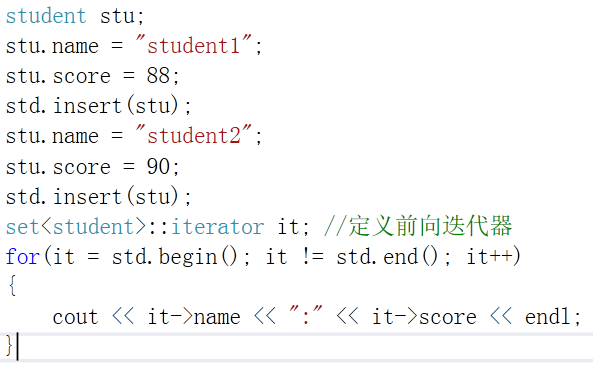 student stu;
stu.name = "student1";
stu.score = 88;
std.insert(stu);
stu.name = "student2";
stu.score = 90;
std.insert(stu);
set<student>::iterator it; //定义前向迭代器
for(it = std.begin(); it != std.end(); it++)
{
    cout << it->name << ":" << it->score << endl;
}